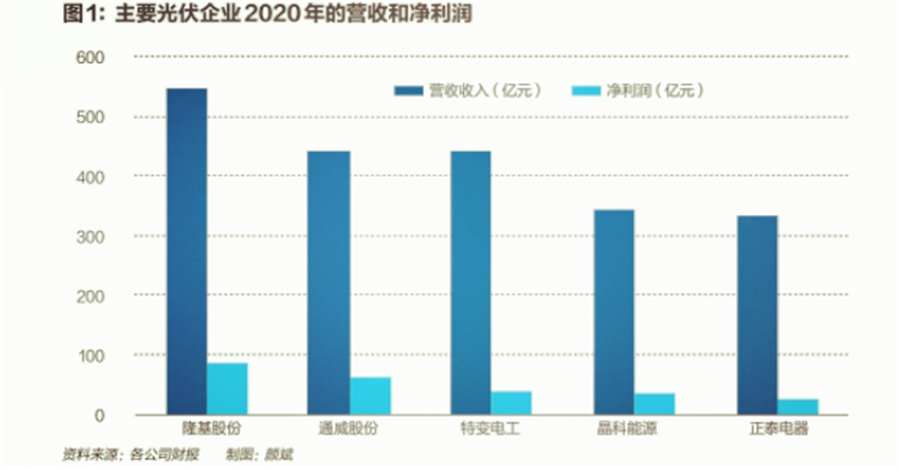 图1: 主要光伏企业2020年的营收和净利润
600
营收收入（亿元） 净利润（亿元）
500
400
300
200
100
0
隆基股份 通威股份 特变电工 晶科能源 正泰电器
资料来源：各公司财报 制图：颜斌